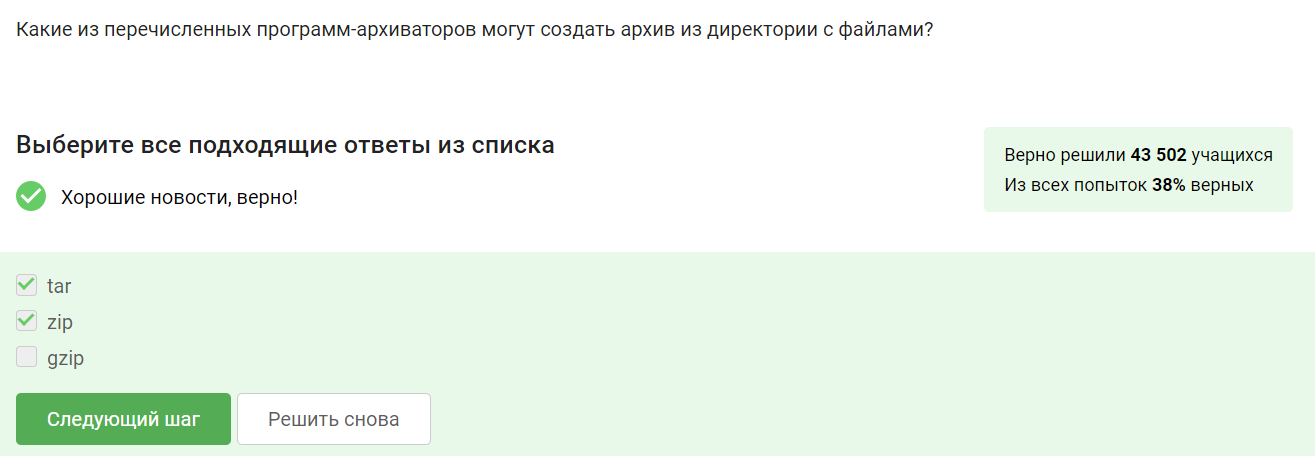 Какие из перечисленных программ-архиваторов могут создать архив из директории с файлами?
Выберите все подходящие ответы из списка
Хорошие новости, верно!
Верно решили 43 502 учащихся
Из всех попыток 38% верных
tar
zip
gzip
Следующий шаг
Решить снова